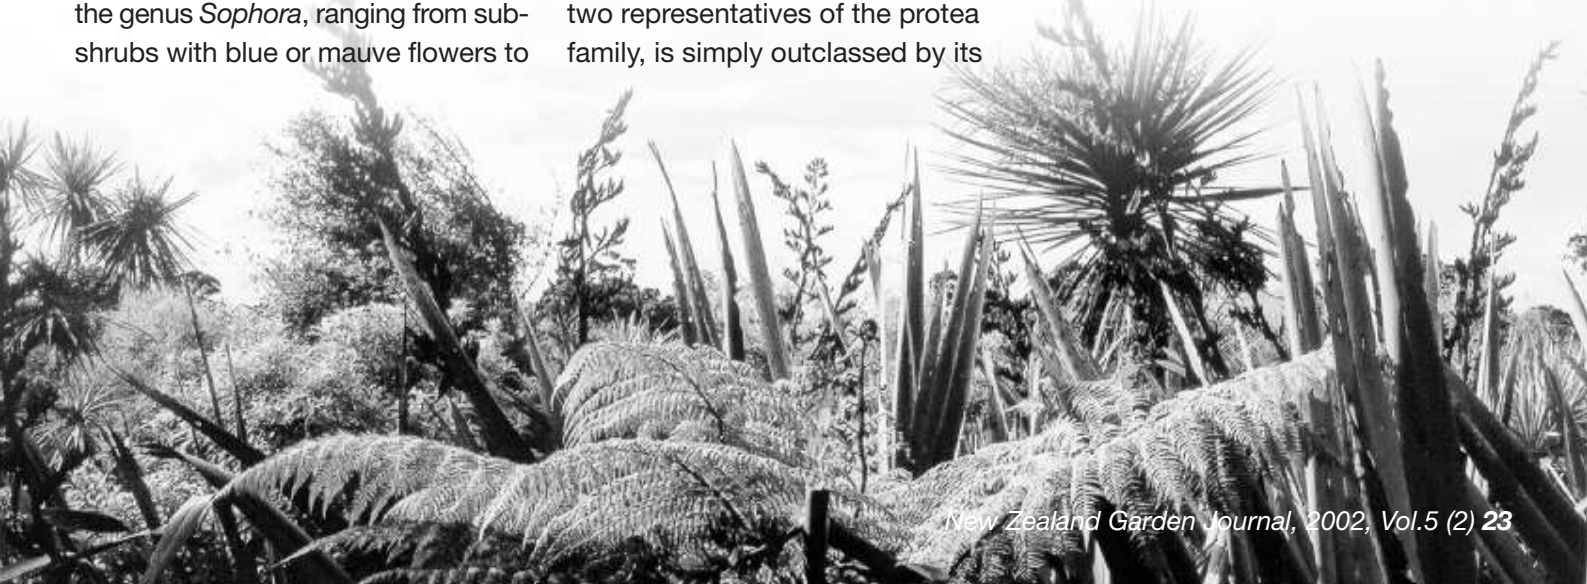 the genus Sophora, ranging from sub-
shrubs with blue or mauve flowers to
two representatives of the protea
family, is simply outclassed by its
New Zealand Garden Journal, 2002, Vol.5 (2) 23